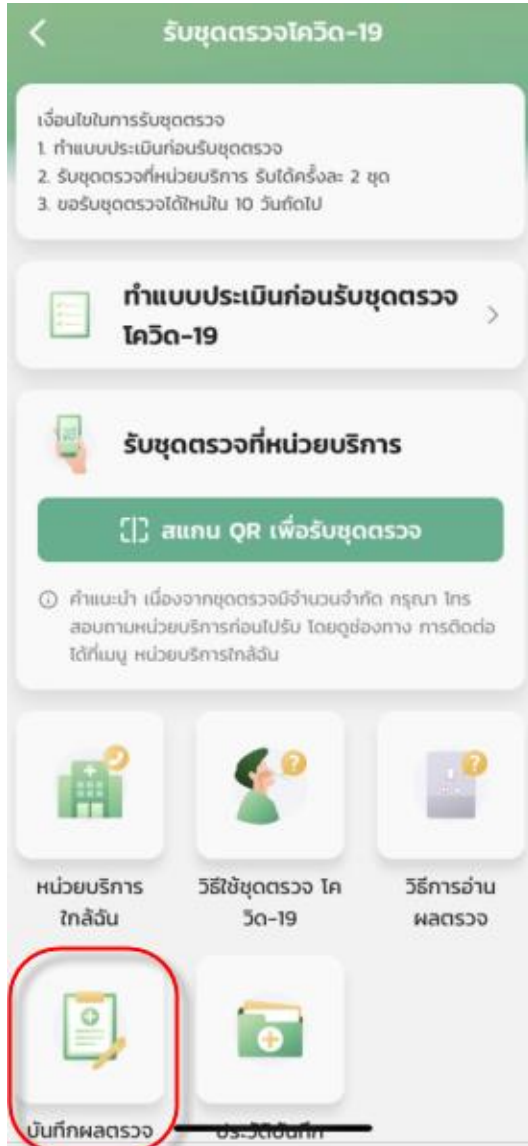 รับชุดตรวจโควิด-19
เงื่อนไขในการรับชุดตรวจ
1. ทำแบบประเมินก่อนรับชุดตรวจ
2. รับชุดตรวจที่หน่วยบริการ รับได้ครั้งละ 2 ชุด
3. ขอรับชุดตรวจได้ใหม่ใน 10 วันถัดไป
ทำแบบประเมินก่อนรับชุดตรวจ
โควิด-19
รับชุดตรวจที่หน่วยบริการ
สแกน QR เพื่อรับชุดตรวจ
คำแนะนำ เนื่องจากชุดตรวจมีจำนวนจำกัด กรุณา โทร
สอบถามหน่วยบริการก่อนไปรับ โดยดูช่องทาง การติดต่อ
ได้ที่เมนู หน่วยบริการใกล้ฉัน
หน่วยบริการ
ใกล้ฉัน
วิธีใช้ชุดตรวจ โค
วิด-19
วิธีการอ่าน
ผลตรวจ
บันทึกผลตรวจ
ประวัติบันทึก